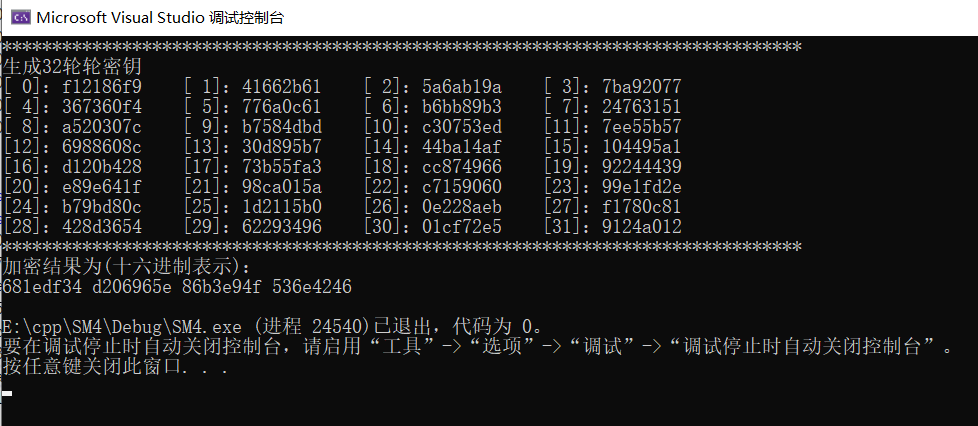 Microsoft Visual Studio 调试控制台
********************************************************************************
生成32轮轮密钥
[ 0]: f12186f9    [ 1]: 41662b61    [ 2]: 5a6ab19a    [ 3]: 7ba92077
[ 4]: 367360f4    [ 5]: 776a0c61    [ 6]: b6bb89b3    [ 7]: 24763151
[ 8]: a520307c    [ 9]: b7584dbd    [10]: c30753ed    [11]: 7ee55b57
[12]: 6988608c    [13]: 30d895b7    [14]: 44ba14af    [15]: 104495a1
[16]: d120b428    [17]: 73b55fa3    [18]: cc874966    [19]: 92244439
[20]: e89e641f    [21]: 98ca015a    [22]: c7159060    [23]: 99e1fd2e
[24]: b79bd80c    [25]: 1d2115b0    [26]: 0e228aeb    [27]: f1780c81
[28]: 428d3654    [29]: 62293496    [30]: 01cf72e5    [31]: 9124a012
********************************************************************************
加密结果为(十六进制表示):
681edf34 d206965e 86b3e94f 536e4246
E:\cpp\SM4\Debug\SM4.exe (进程 24540)已退出，代码为 0。
要在调试停止时自动关闭控制台，请启用“工具”->“选项”->“调试”->“调试停止时自动关闭控制台”。
按任意键关闭此窗口. . .